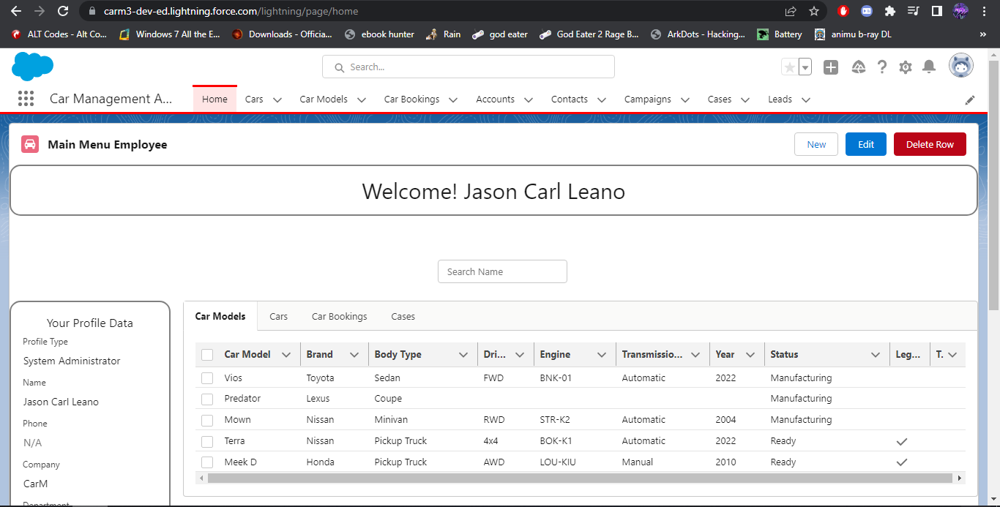 carm3-dev-ed.lightning.force.com/lightning/page/home
ALT Codes - Alt Co... Windows 7 All the E... Downloads - Officia... ebook hunter Rain god eater God Eater 2 Rage B... ArkDots - Hacking... Battery animu b-ray DL »
Search...
Car Management A... Home Cars Car Models Car Bookings Accounts Contacts Campaigns Cases Leads
Main Menu Employee New Edit Delete Row
Welcome! Jason Carl Leano
Search Name
Your Profile Data
Profile Type
System Administrator
Name
Jason Carl Leano
Phone
N/A
Company
CarM
Department
Car Models Cars Car Bookings Cases
Car Model Brand Body Type Dri... Engine Transmissio... Year Status Leg... T.
Vios Toyota Sedan FWD BNK-01 Automatic 2022 Manufacturing
Predator Lexus Coupe Manufacturing
Mown Nissan Minivan RWD STR-K2 Automatic 2004 Manufacturing
Terra Nissan Pickup Truck 4x4 BOK-K1 Automatic 2022 Ready
Meek D Honda Pickup Truck AWD LOU-KIU Manual 2010 Ready